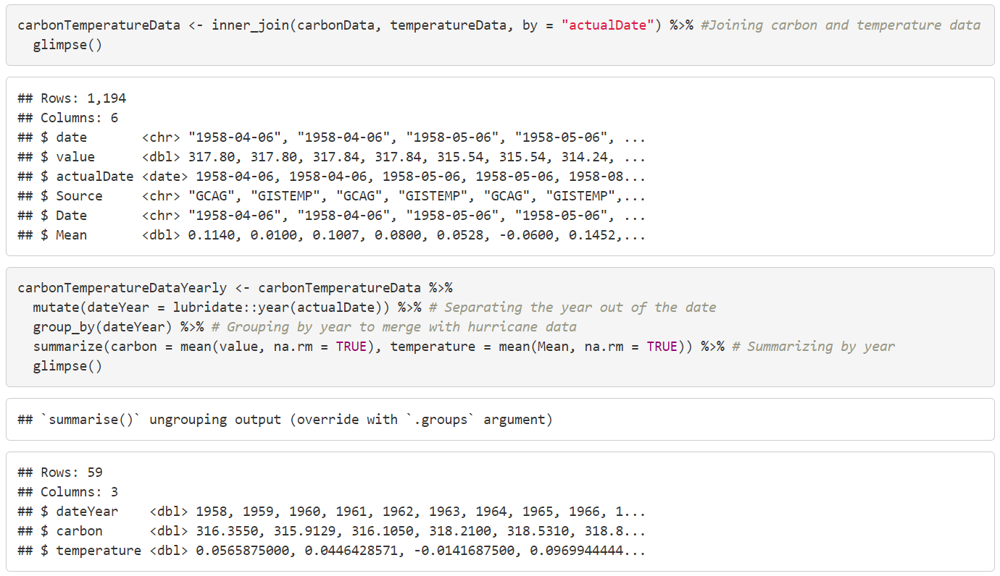 carbonTemperatureData <- inner_join(carbonData, temperatureData, by = "actualDate") %>% #Joining carbon and temperature data
  glimpse()
## Rows: 1,194
## Columns: 6
## $ date       <chr> "1958-04-06", "1958-04-06", "1958-05-06", "1958-05-06", ...
## $ value      <dbl> 317.80, 317.80, 317.84, 317.84, 315.54, 315.54, 314.24, ...
## $ actualDate <date> 1958-04-06, 1958-04-06, 1958-05-06, 1958-05-06, 1958-08...
## $ Source     <chr> "GCAG", "GISTEMP", "GCAG", "GISTEMP", "GCAG", "GISTEMP",...
## $ Date       <chr> "1958-04-06", "1958-04-06", "1958-05-06", "1958-05-06", ...
## $ Mean       <dbl> 0.1140, 0.0100, 0.1007, 0.0800, 0.0528, -0.0600, 0.1452,...
carbonTemperatureDataYearly <- carbonTemperatureData %>%
  mutate(dateYear = lubridate::year(actualDate)) %>% # Separating the year out of the date
  group_by(dateYear) %>% # Grouping by year to merge with hurricane data
  summarize(carbon = mean(value, na.rm = TRUE), temperature = mean(Mean, na.rm = TRUE)) %>% # Summarizing by year
  glimpse()
## `summarise()` ungrouping output (override with `.groups` argument)
## Rows: 59
## Columns: 3
## $ dateYear    <dbl> 1958, 1959, 1960, 1961, 1962, 1963, 1964, 1965, 1966, 1...
## $ carbon      <dbl> 316.3550, 315.9129, 316.1050, 318.2100, 318.5310, 318.8...
## $ temperature <dbl> 0.0565875000, 0.0446428571, -0.0141687500, 0.0969944444...